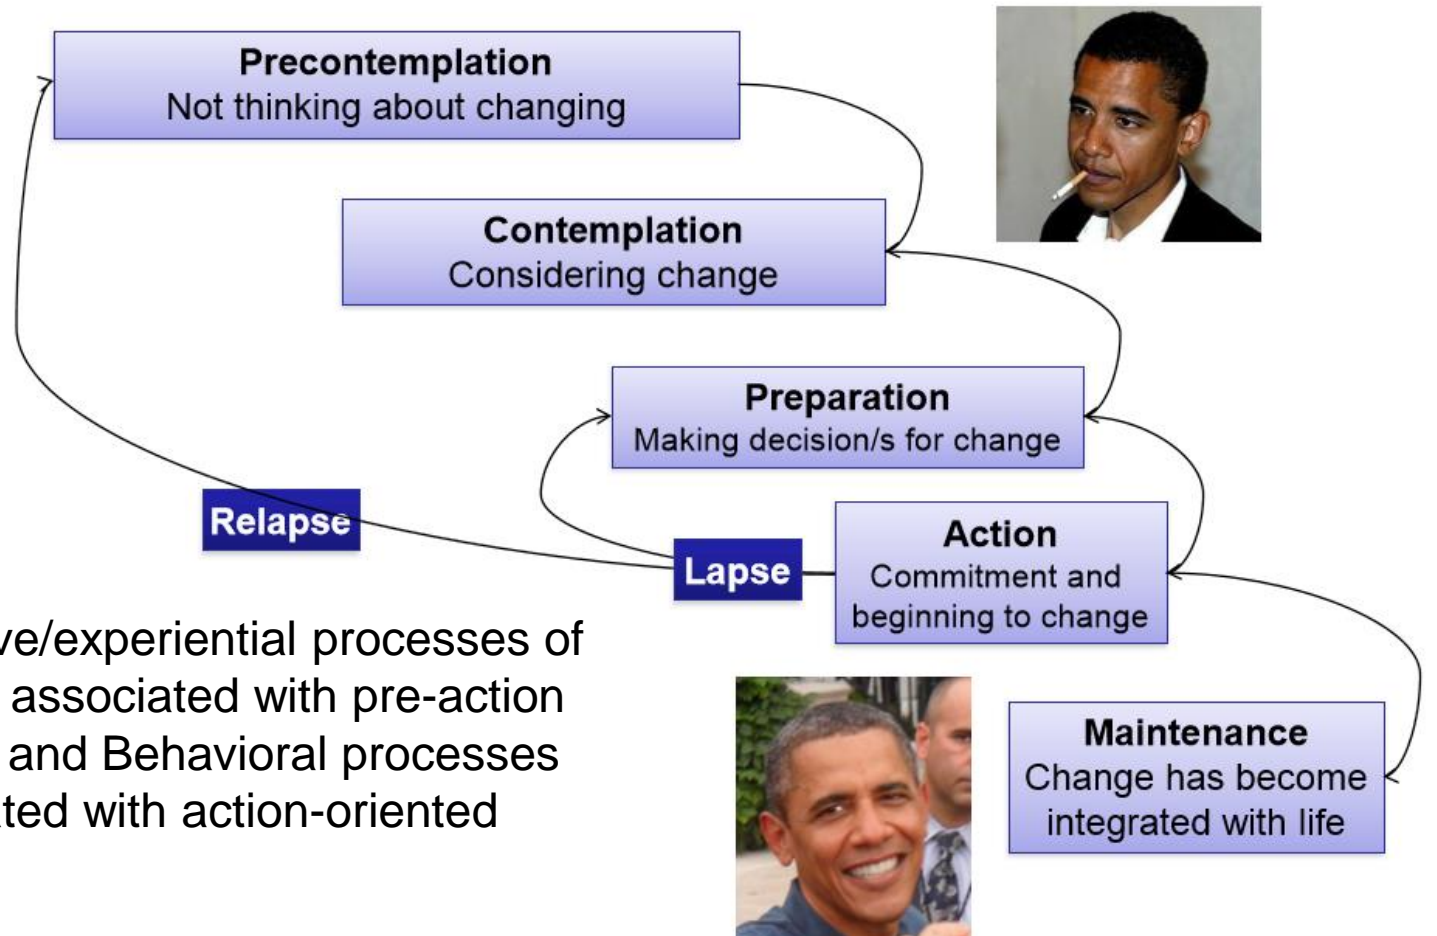 Precontemplation
Not thinking about changing
Contemplation
Considering change
Preparation
Making decision/s for change
Relapse
Lapse
Action
Commitment and
beginning to change
ve/experiential processes of
associated with pre-action
and Behavioral processes
ted with action-oriented
Maintenance
Change has become
integrated with life